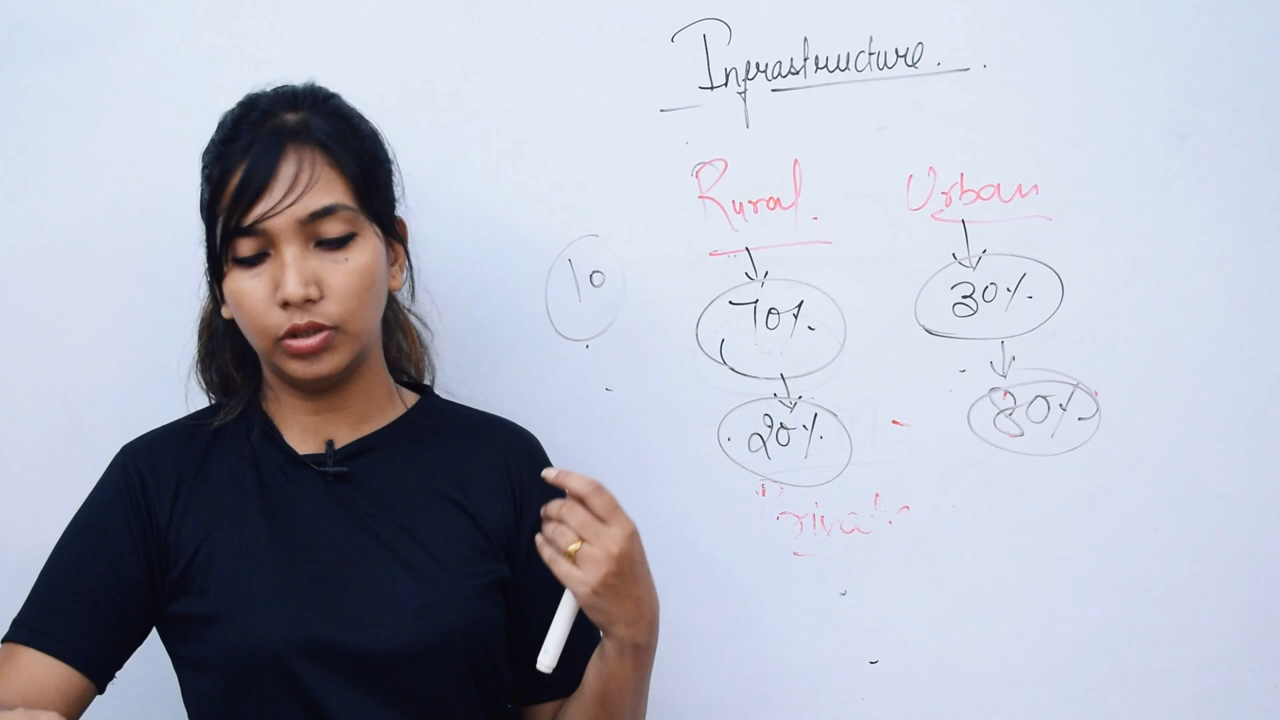 Infrastructure.
Rural. Urban
10 70% 30%
20% 80%
Private